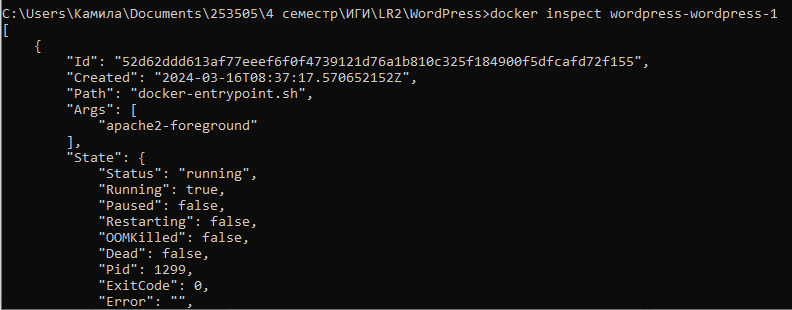 C:\Users\Камила\Documents\253505\4 семестр\ИГИ\LR2\WordPress>docker inspect wordpress-wordpress-1
[
    {
        "Id": "52d62ddd613af77eeef6f0f4739121d76a1b810c325f184900f5dfcafd72f155",
        "Created": "2024-03-16T08:37:17.570652152Z",
        "Path": "docker-entrypoint.sh",
        "Args": [
            "apache2-foreground"
        ],
        "State": {
            "Status": "running",
            "Running": true,
            "Paused": false,
            "Restarting": false,
            "OOMKilled": false,
            "Dead": false,
            "Pid": 1299,
            "ExitCode": 0,
            "Error": "",